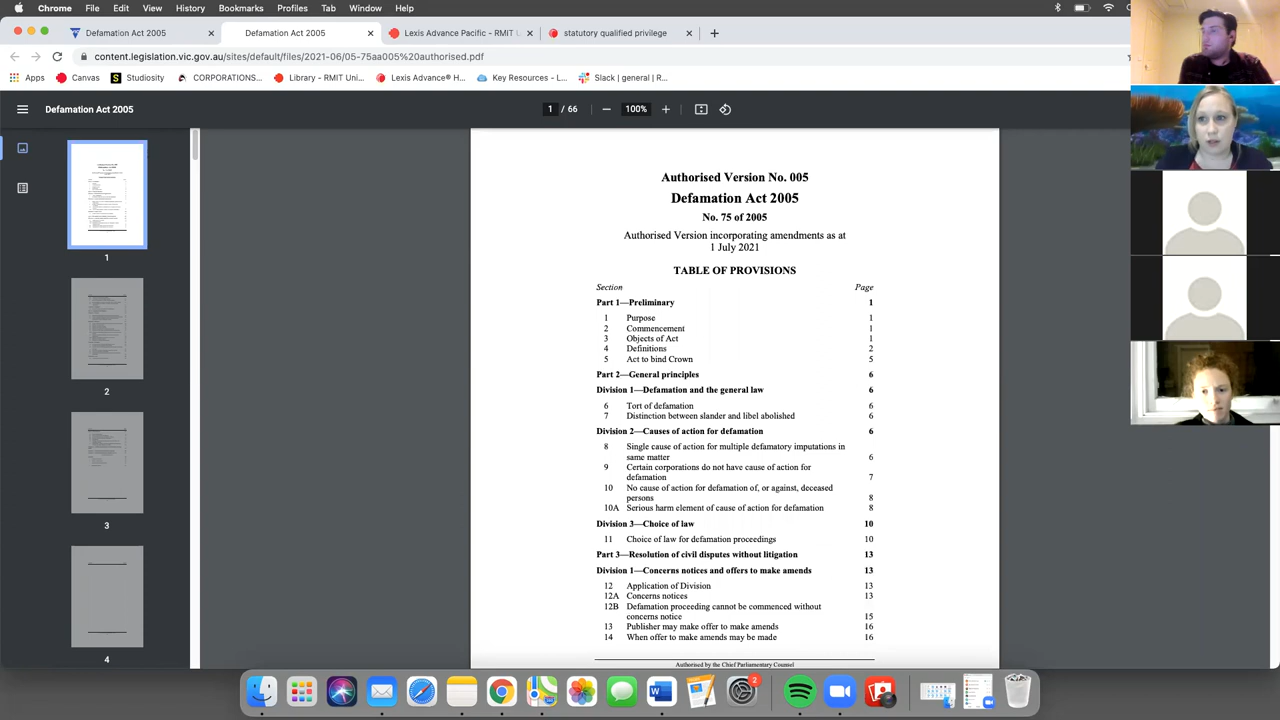 Chrome File Edit View History Bookmarks Profiles Tab Window Help
Defamation Act 2005 Defamation Act 2005 Lexis Advance Pacific - RMIT L statutory qualified privilege
content.legislation.vic.gov.au/sites/default/files/2021-06/05-75aa005%20authorised.pdf
Apps Canvas Studiosity CORPORATIONS... Library - RMIT Uni... Lexis Advance® H... Key Resources - L... Slack | general | R...
Defamation Act 2005 1 / 66 100%
1
2
3
4
Authorised Version No. 005
Defamation Act 2005
No. 75 of 2005
Authorised Version incorporating amendments as at
1 July 2021
TABLE OF PROVISIONS
Section Page
Part 1—Preliminary 1
1 Purpose 1
2 Commencement 1
3 Objects of Act 1
4 Definitions 2
5 Act to bind Crown 5
Part 2—General principles 6
Division 1—Defamation and the general law 6
6 Tort of defamation 6
7 Distinction between slander and libel abolished 6
Division 2—Causes of action for defamation 6
8 Single cause of action for multiple defamatory imputations in
same matter 6
9 Certain corporations do not have cause of action for
defamation 7
10 No cause of action for defamation of, or against, deceased
persons 8
10A Serious harm element of cause of action for defamation 8
Division 3—Choice of law 10
11 Choice of law for defamation proceedings 10
Part 3—Resolution of civil disputes without litigation 13
Division 1—Concerns notices and offers to make amends 13
12 Application of Division 13
12A Concerns notices 13
12B Defamation proceeding cannot be commenced without
concerns notice 15
13 Publisher may make offer to make amends 16
14 When offer to make amends may be made 16
Authorised by the Chief Parliamentary Counsel
2